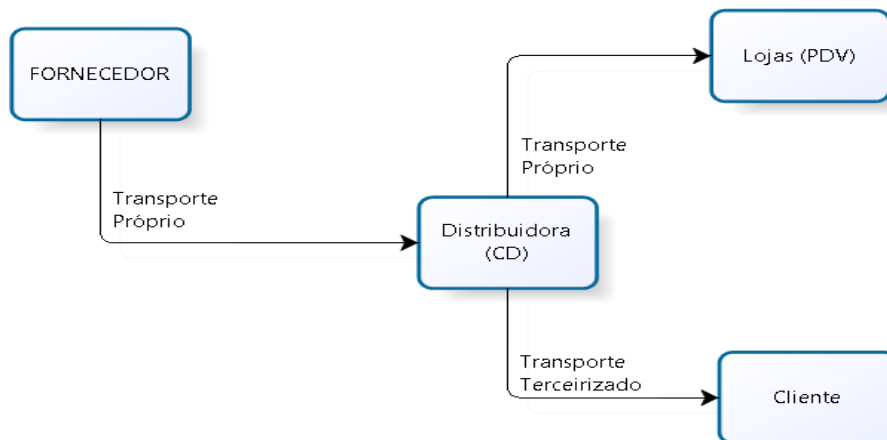 FORNECEDOR
Lojas (PDV)
Transporte
Próprio
Transporte
Próprio
Distribuidora
(CD)
Transporte
Terceirizado
Cliente